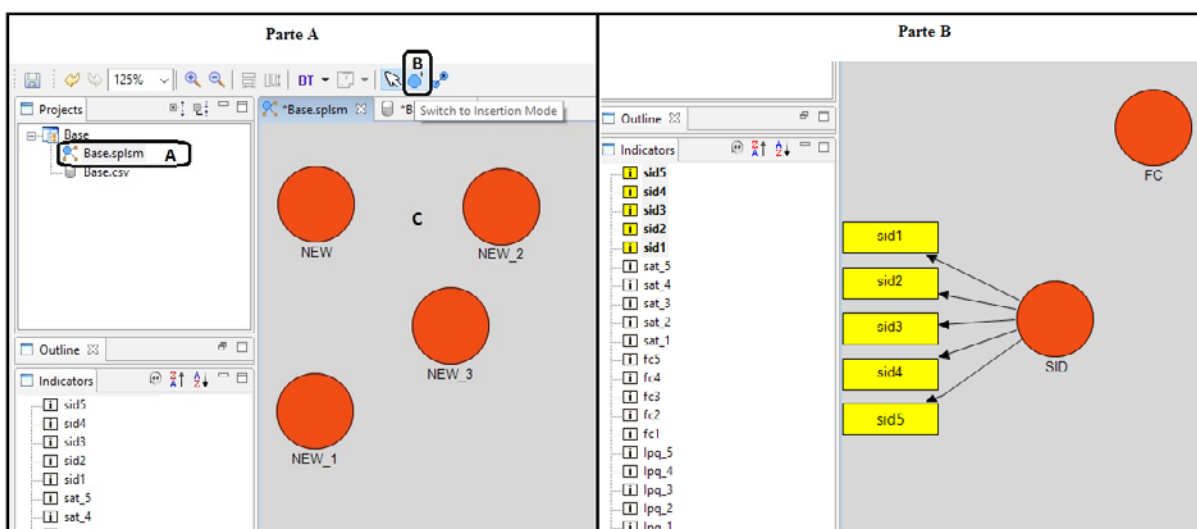 Parte A
B
125%
DT
Projects
*Base.splsm
*B
Switch to Insertion Mode
Base
Base.splsm A
Base.csv
C
NEW
NEW_2
NEW_3
NEW_1
Outline
Indicators
sid5
sid4
sid3
sid2
sid1
sat_5
sat_4
Parte B
Outline
Indicators
sid5
sid4
sid3
sid2
sid1
sat_5
sat_4
sat_3
sat_2
sat_1
fc5
fc4
fc3
fc2
fc1
lpq_5
lpq_4
lpq_3
lpq_2
lpq_1
FC
sid1
sid2
sid3
sid4
sid5
SID